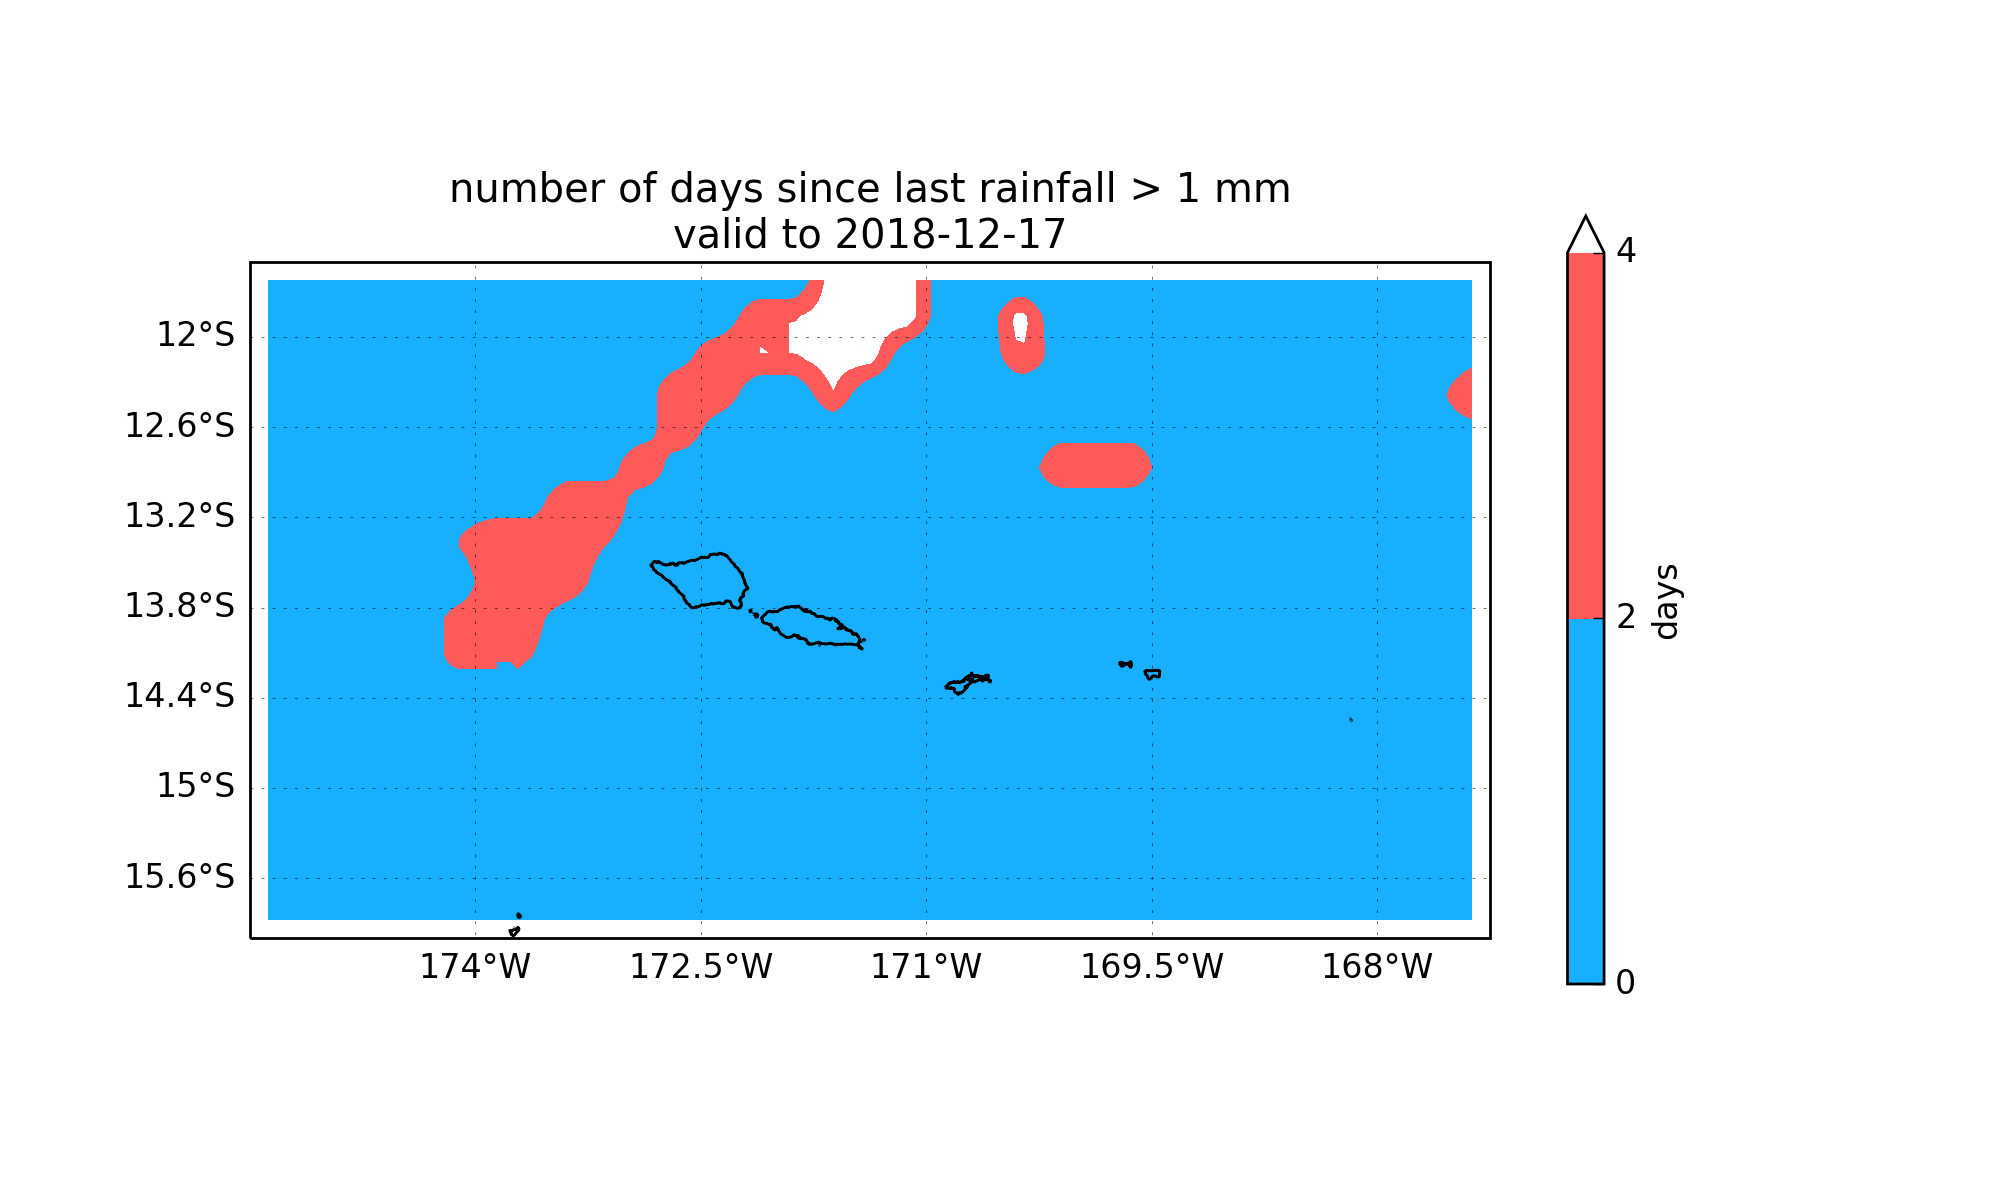 number of days since last rainfall > 1 mm
valid to 2018-12-17
12°S
12.6°S
13.2°S
13.8°S
14.4°S
15°S
15.6°S
174°W 172.5°W 171°W 169.5°W 168°W
4
2
0
days